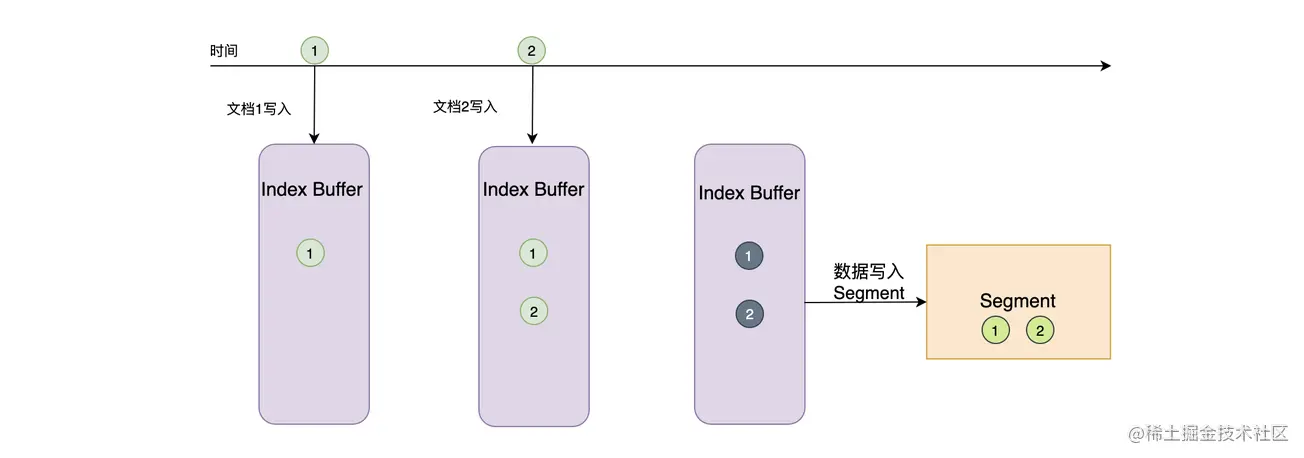 时间
1
2
文档1写入
文档2写入
Index Buffer
1
Index Buffer
1
2
Index Buffer
1
2
数据写入
Segment
Segment
1 2
@稀土掘金技术社区